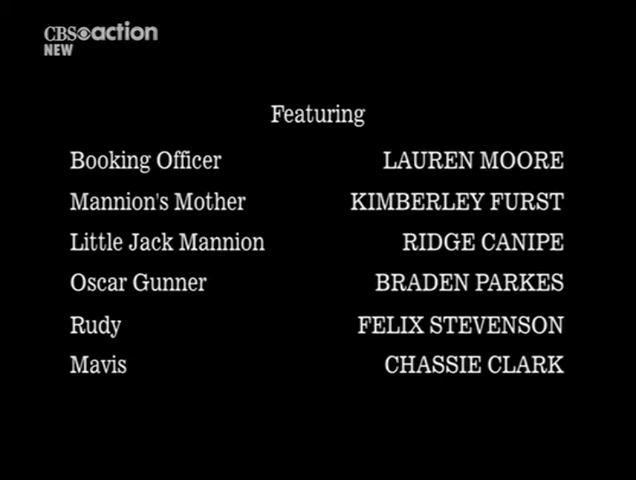 CBS action
NEW
Featuring
Booking Officer LAUREN MOORE
Mannion's Mother KIMBERLEY FURST
Little Jack Mannion RIDGE CANIPE
Oscar Gunner BRADEN PARKES
Rudy FELIX STEVENSON
Mavis CHASSIE CLARK